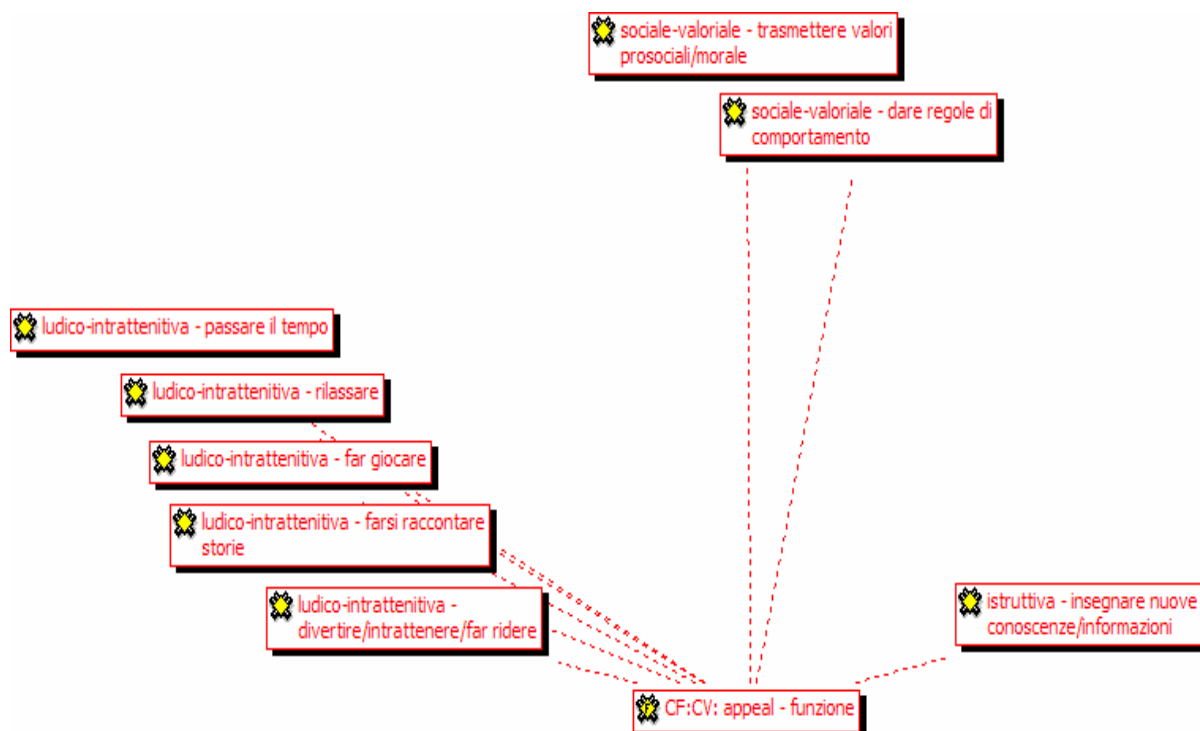 sociale-valoriale - trasmettere valori
prosociali/morale
sociale-valoriale - dare regole di
comportamento
ludico-intrattenitiva - passare il tempo
ludico-intrattenitiva - rilassare
ludico-intrattenitiva - far giocare
ludico-intrattenitiva - farsi raccontare
storie
ludico-intrattenitiva -
divertire/intrattenere/far ridere
istruttiva - insegnare nuove
conoscenze/informazioni
F CF:CV: appeal - funzione